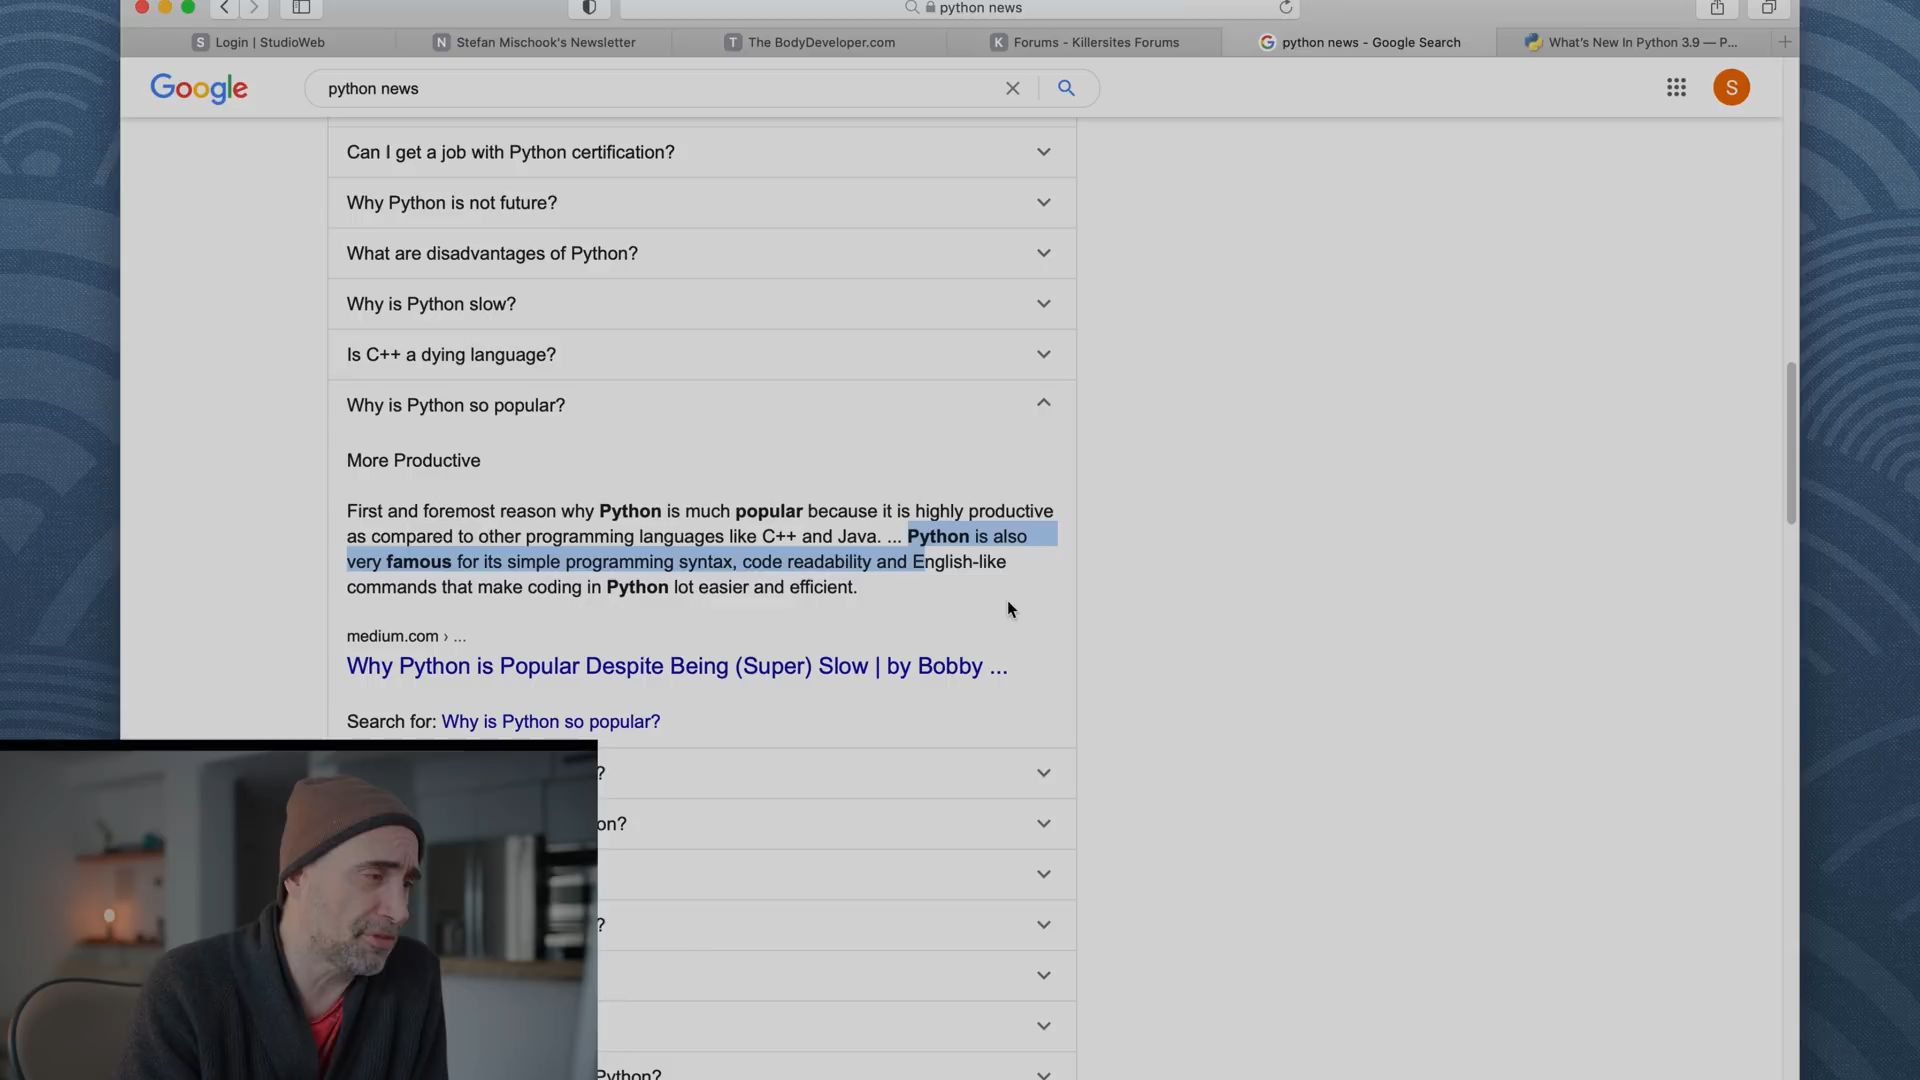 python news
S Login | StudioWeb
N Stefan Mischook's Newsletter
T The BodyDeveloper.com
K Forums - Killersites Forums
python news - Google Search
What's New In Python 3.9 — P...
Google
python news
S
Can I get a job with Python certification?
Why Python is not future?
What are disadvantages of Python?
Why is Python slow?
Is C++ a dying language?
Why is Python so popular?
More Productive
First and foremost reason why Python is much popular because it is highly productive
as compared to other programming languages like C++ and Java. ... Python is also
very famous for its simple programming syntax, code readability and English-like
commands that make coding in Python lot easier and efficient.
medium.com › ...
Why Python is Popular Despite Being (Super) Slow | by Bobby ...
Search for: Why is Python so popular?
?
on?
?
Python?